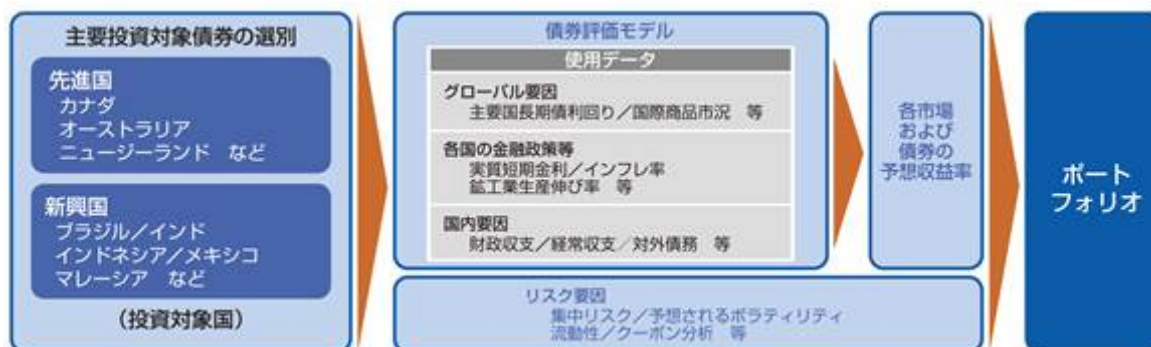 主要投資対象債券の選別
先進国
カナダ
オーストラリア
ニュージーランド など
新興国
ブラジル／インド
インドネシア／メキシコ
マレーシア など
(投資対象国)
債券評価モデル
使用データ
グローバル要因
主要国長期債利回り／国際商品市況 等
各国の金融政策等
実質短期金利／インフレ率
鉱工業生産伸び率 等
国内要因
財政収支／経常収支／対外債務 等
リスク要因
集中リスク／予想されるボラティリティ
流動性／クーポン分析 等
各市場
および
債券の
予想収益率
ポート
フォリオ